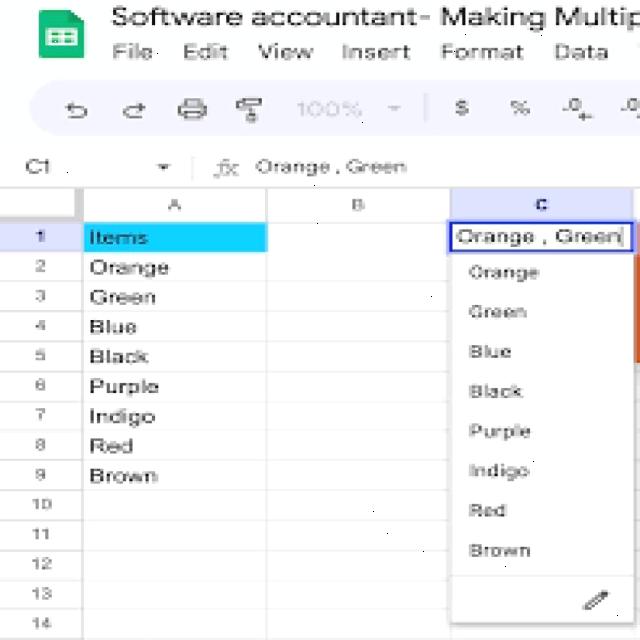 Software accountant- Making Multip
File Edit View Insert Format Data
100% $ % .0 .0
C1 fx Orange , Green
A B C
1 Items Orange , Green
2 Orange Orange
3 Green Green
4 Blue Blue
5 Black Black
6 Purple Purple
7 Indigo Indigo
8 Red Red
9 Brown Brown
10
11
12
13
14